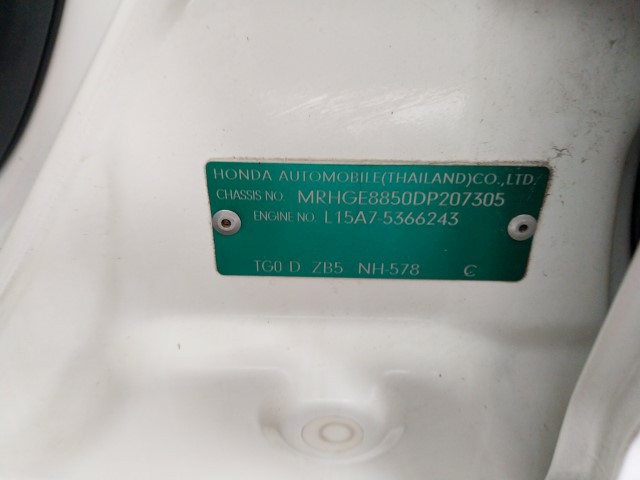 HONDA AUTOMOBILE(THAILAND)CO.,LTD.
CHASSIS NO. MRHGE8850DP207305
ENGINE NO. L15A7-5366243
TG0 D ZB5 NH-578 C